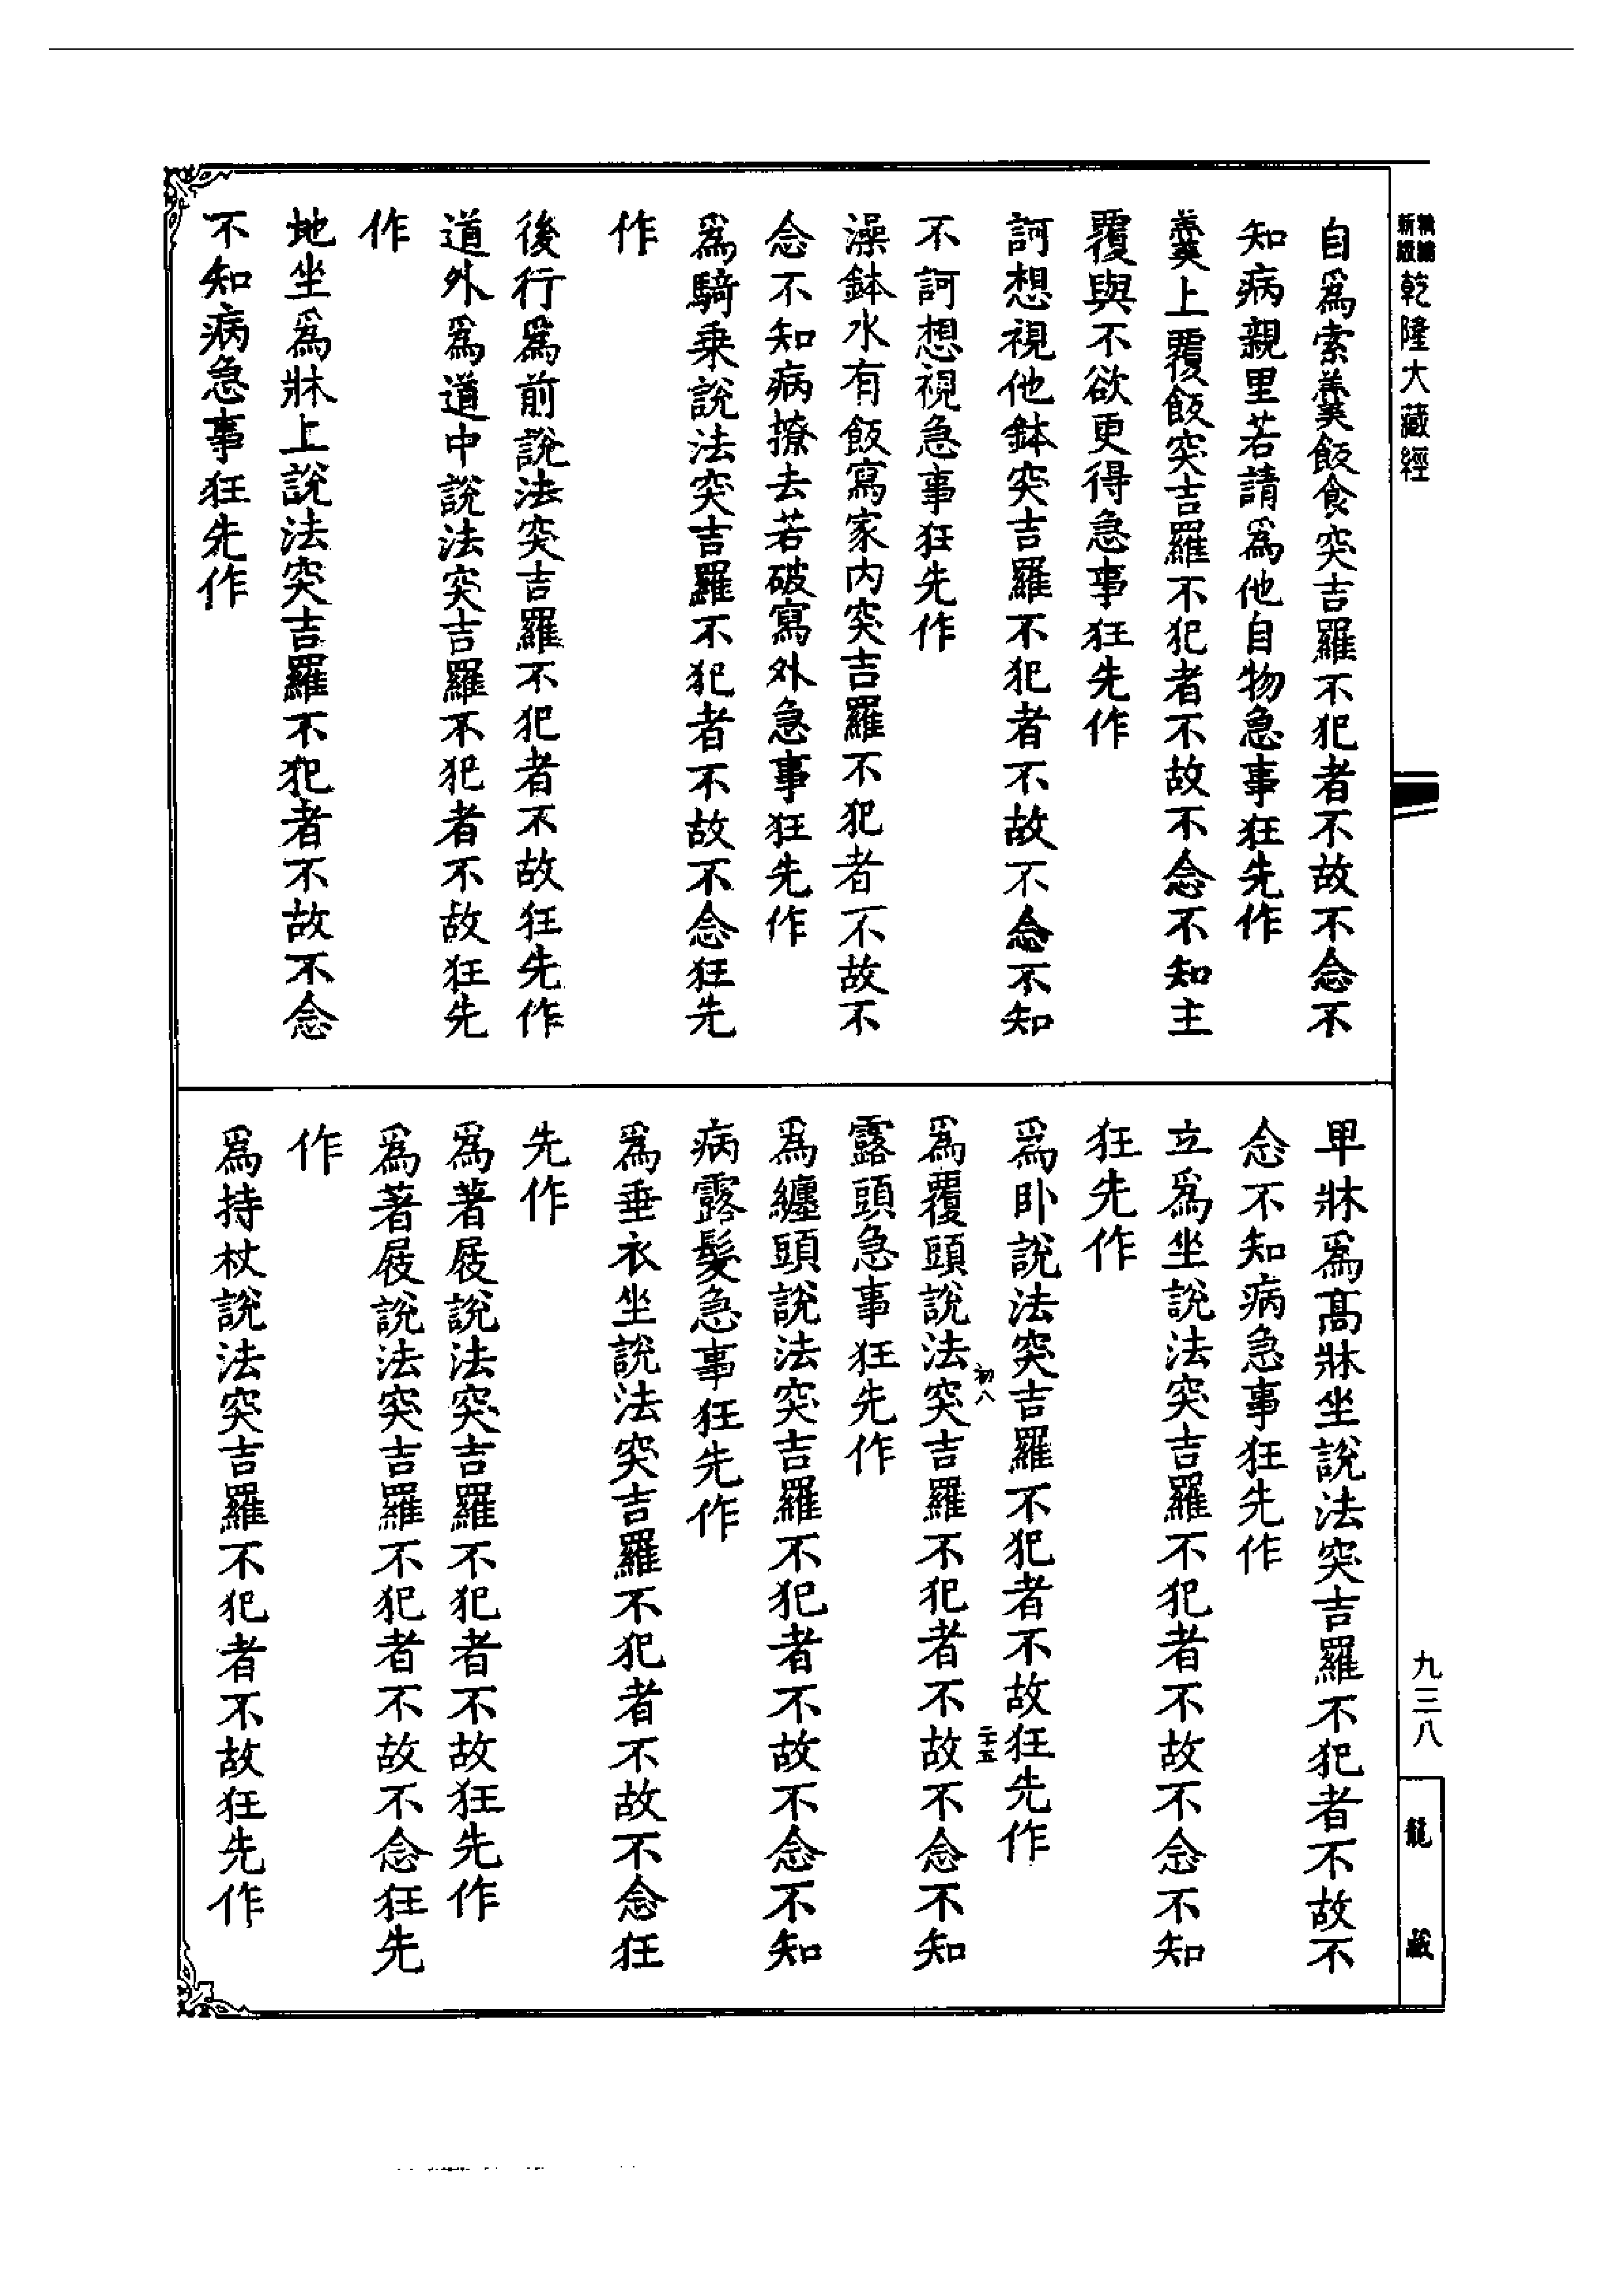 新編縮版
乾隆大藏經
自爲索羹飯食突吉羅不犯者不故不念不
知病親里若請爲他自物急事狂先作
羹上覆飯突吉羅不犯者不故不念不知主
覆與不欲更得急事狂先作
訶想視他鉢突吉羅不犯者不故不念不知
不訶想視急事狂先作
澡鉢水有飯寫家内突吉羅不犯者不故不
念不知病撩去若破寫外急事狂先作
爲騎乗說法突吉羅不犯者不故不念狂先
作
後行爲前說法突吉羅不犯者不故狂先作
道外爲道中說法突吉羅不犯者不故狂先
作
地坐爲牀上說法突吉羅不犯者不故不念
不知病急事狂先作
卑牀爲髙牀坐說法突吉羅不犯者不故不
念不知病急事狂先作
立爲坐說法突吉羅不犯者不故不念不知
狂先作
爲卧說法突吉羅不犯者不故狂先作
初八
二十五
爲覆頭說法突吉羅不犯者不故不念不知
露頭急事狂先作
爲纏頭說法突吉羅不犯者不故不念不知
病露髮急事狂先作
爲垂衣坐說法突吉羅不犯者不故不念狂
先作
爲著屐說法突吉羅不犯者不故狂先作
爲著屐說法突吉羅不犯者不故不念狂先
作
爲持杖說法突吉羅不犯者不故狂先作
九三八
龍藏